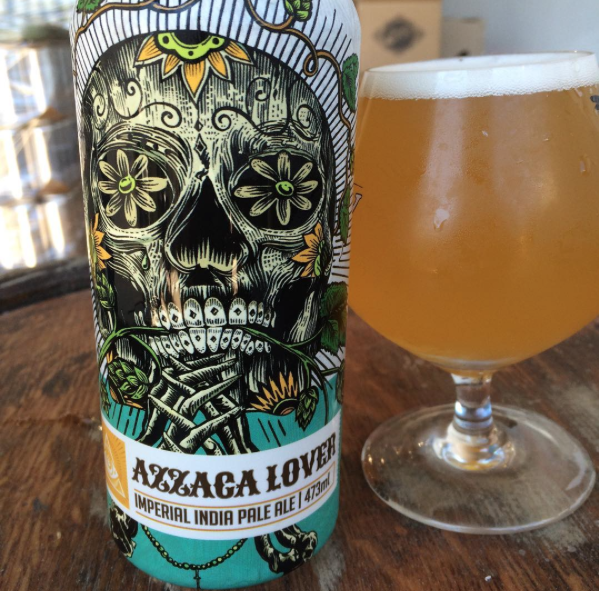 AZZACA LOVER
IMPERIAL INDIA PALE ALE | 473ml